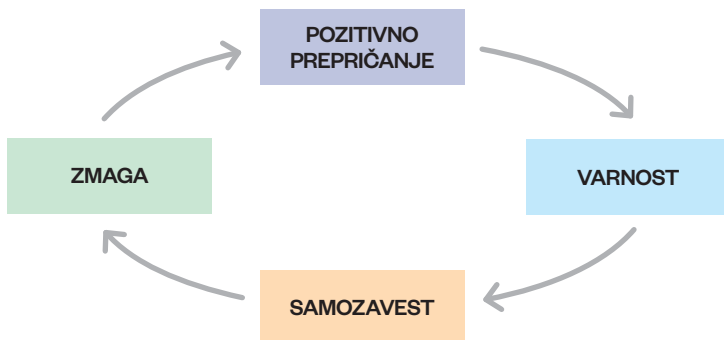 POZITIVNO
PREPRIČANJE
ZMAGA
VARNOST
SAMOZAVEST